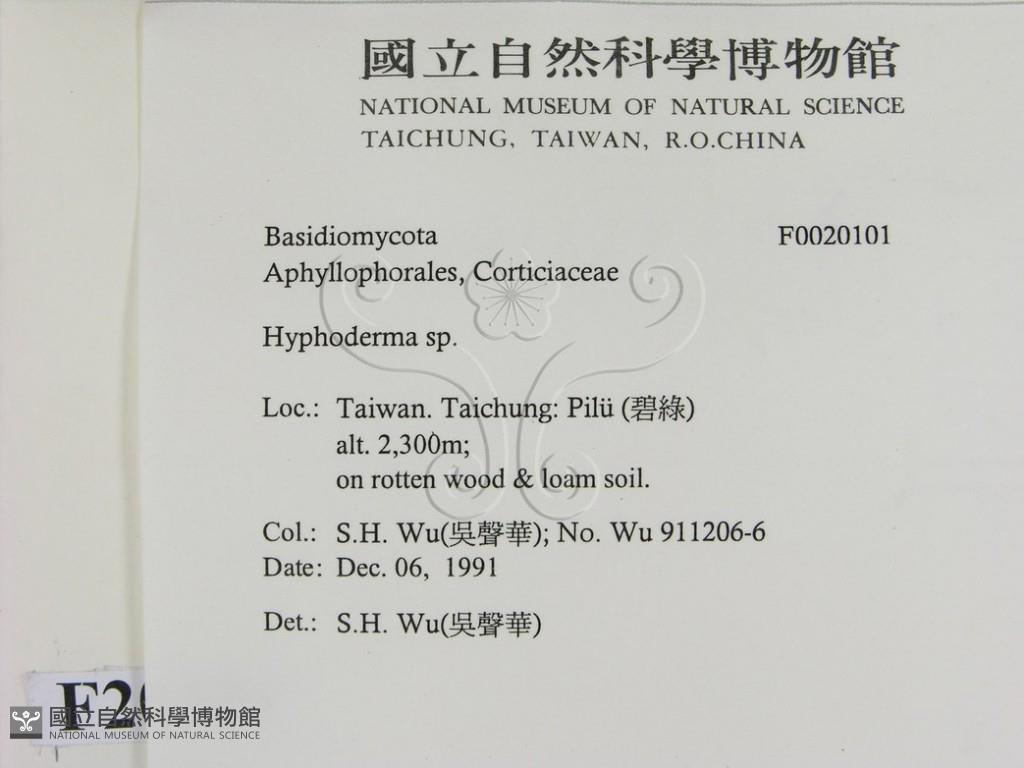 國立自然科學博物館
NATIONAL MUSEUM OF NATURAL SCIENCE
TAICHUNG, TAIWAN, R.O.CHINA
Basidiomycota F0020101
Aphyllophorales, Corticiaceae
Hyphoderma sp.
Loc.: Taiwan. Taichung: Pilü (碧綠)
alt. 2,300m;
on rotten wood & loam soil.
Col.: S.H. Wu(吳聲華); No. Wu 911206-6
Date: Dec. 06, 1991
Det.: S.H. Wu(吳聲華)
國立自然科學博物館
NATIONAL MUSEUM OF NATURAL SCIENCE